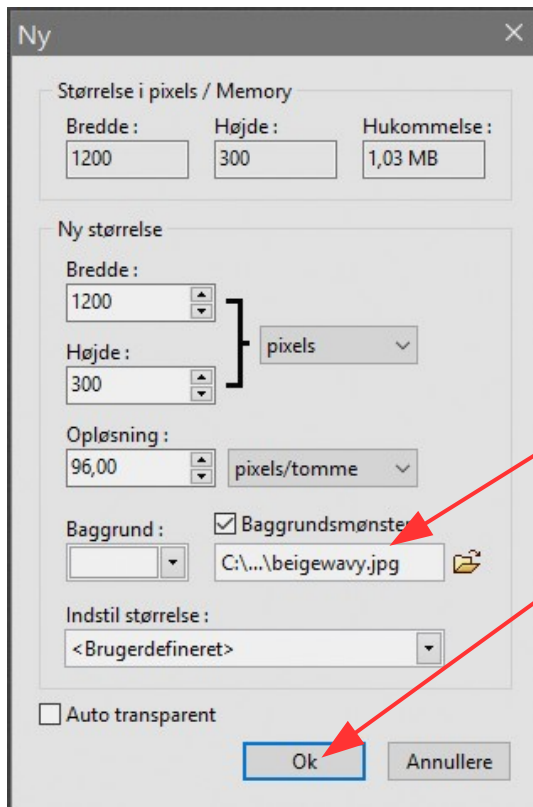 Ny
Størrelse i pixels / Memory
Bredde :
Højde :
Hukommelse :
1200
300
1,03 MB
Ny størrelse
Bredde :
1200
pixels
Højde :
300
Opløsning :
96,00
pixels/tomme
Baggrund :
Baggrundsmønster
C:\...\beigewavy.jpg
Indstil størrelse :
<Brugerdefineret>
Auto transparent
Ok
Annullere